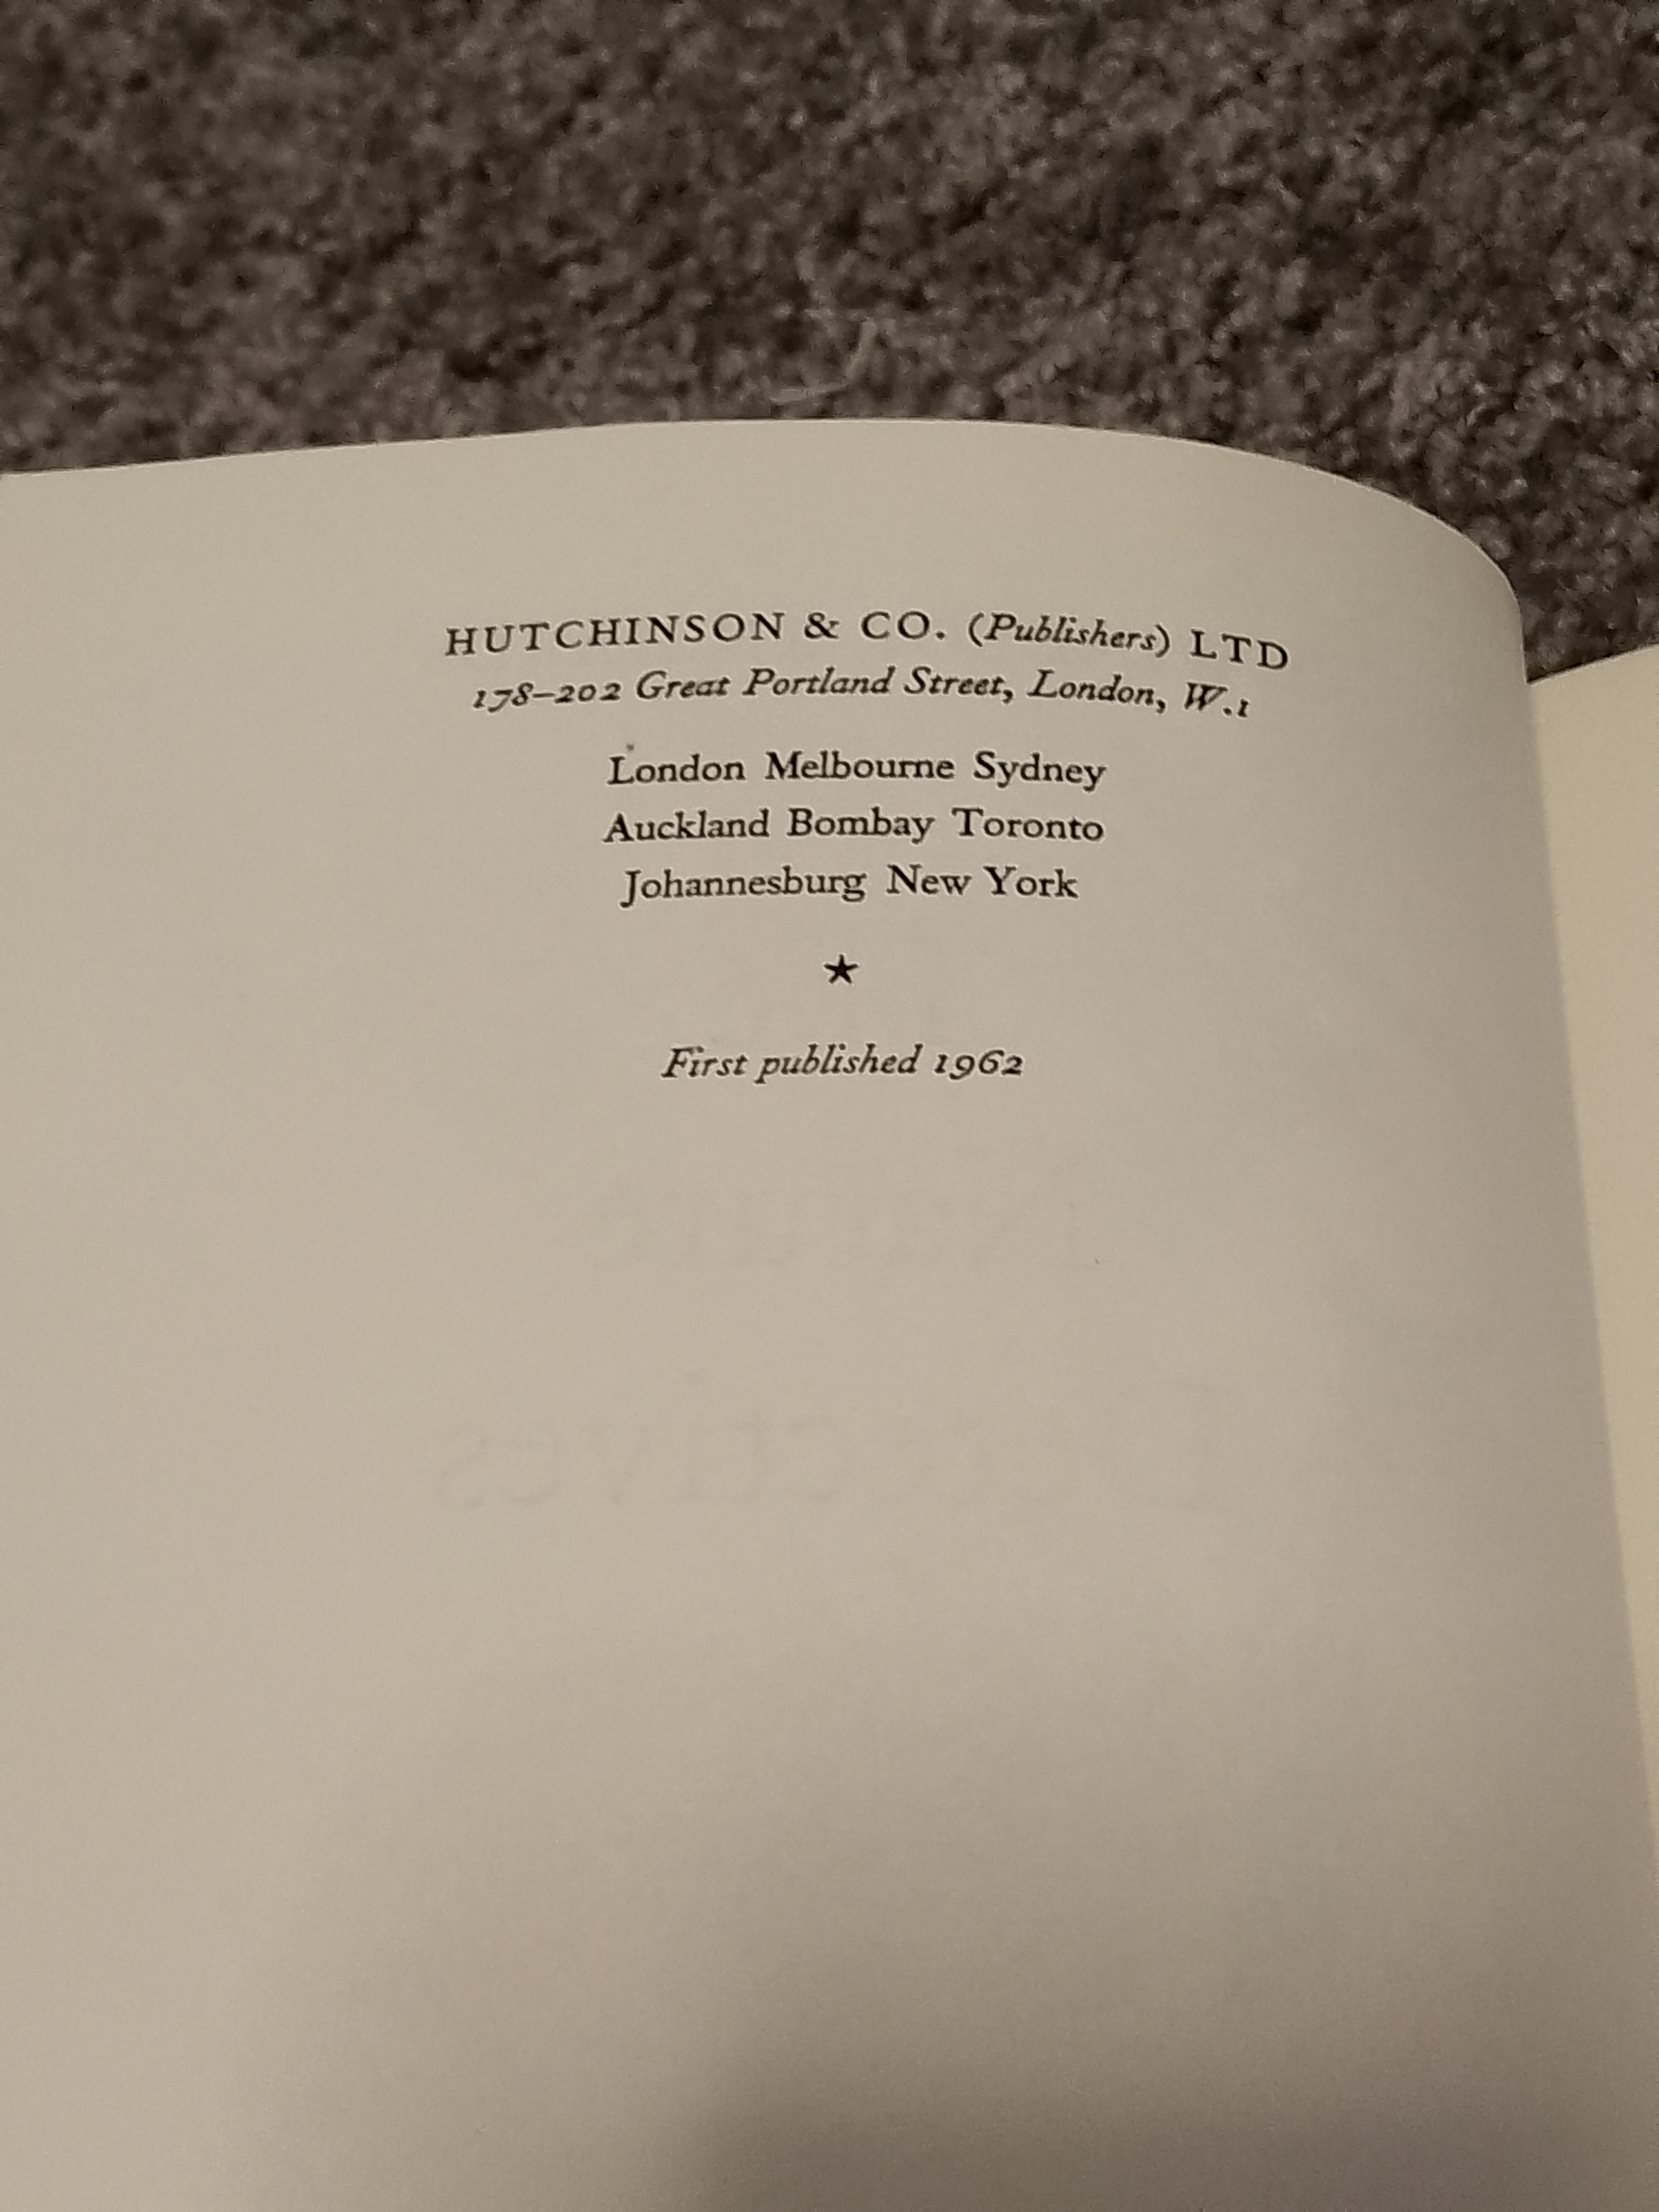 HUTCHINSON & CO. (Publishers) LTD
178–202 Great Portland Street, London, W.1
London Melbourne Sydney
Auckland Bombay Toronto
Johannesburg New York
★
First published 1962